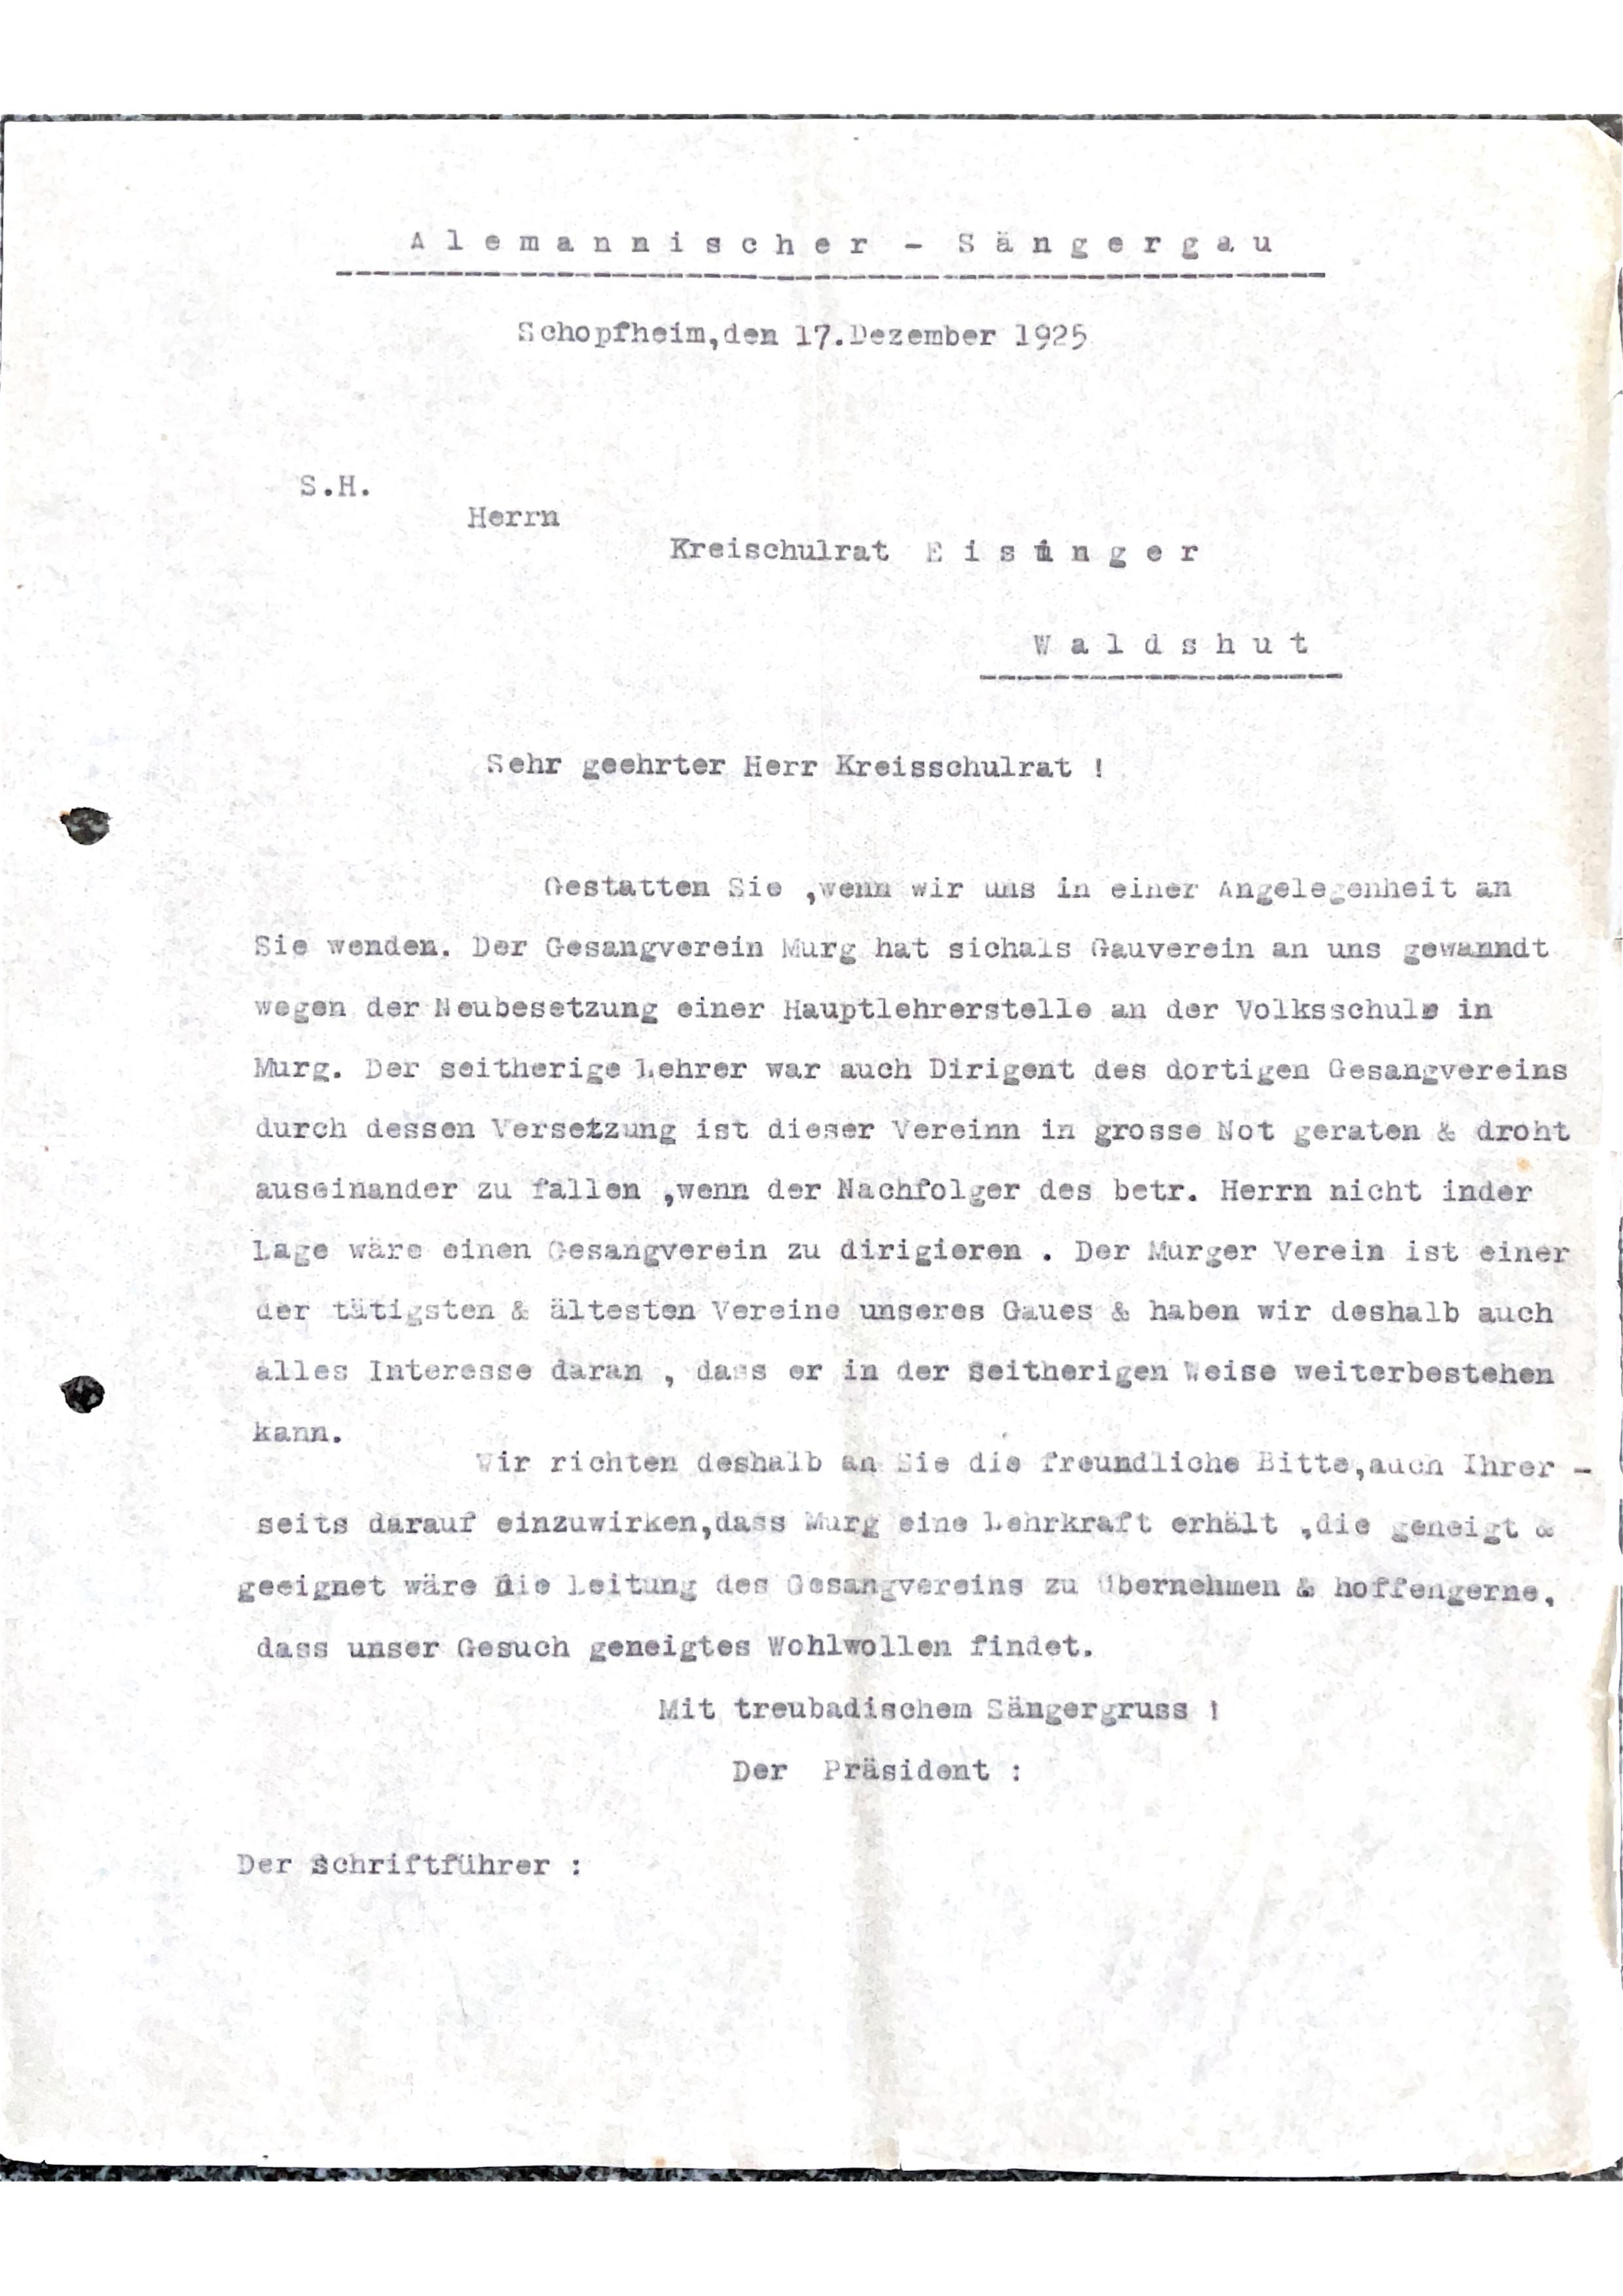 Alemannischer - Sängergau
Schopfheim,den 17.Dezember 1925
S.H.
Herrn
Kreischulrat Eisinger
Waldshut
Sehr geehrter Herr Kreisschulrat !
Gestatten Sie ,wenn wir uns in einer Angelegenheit an
Sie wenden. Der Gesangverein Murg hat sichals Gauverein an uns gewanndt
wegen der Neubesetzung einer Hauptlehrerstelle an der Volksschule in
Murg. Der seitherige Lehrer war auch Dirigent des dortigen Gesangvereins
durch dessen Versetzung ist dieser Vereinn in grosse Not geraten & droht
auseinander zu fallen ,wenn der Nachfolger des betr. Herrn nicht inder
Lage wäre einen Gesangverein zu dirigieren . Der Murger Verein ist einer
der tätigsten & ältesten Vereine unseres Gaues & haben wir deshalb auch
alles Interesse daran , dass er in der seitherigen Weise weiterbestehen
kann.
Wir richten deshalb an Sie die freundliche Bitte,auch Ihrer -
seits darauf einzuwirken,dass Murg eine Lehrkraft erhält ,die geneigt &
geeignet wäre die Leitung des Gesangvereins zu übernehmen & hoffengerne,
dass unser Gesuch geneigtes Wohlwollen findet.
Mit treubadischem Sängergruss !
Der Präsident :
Der Schriftführer :